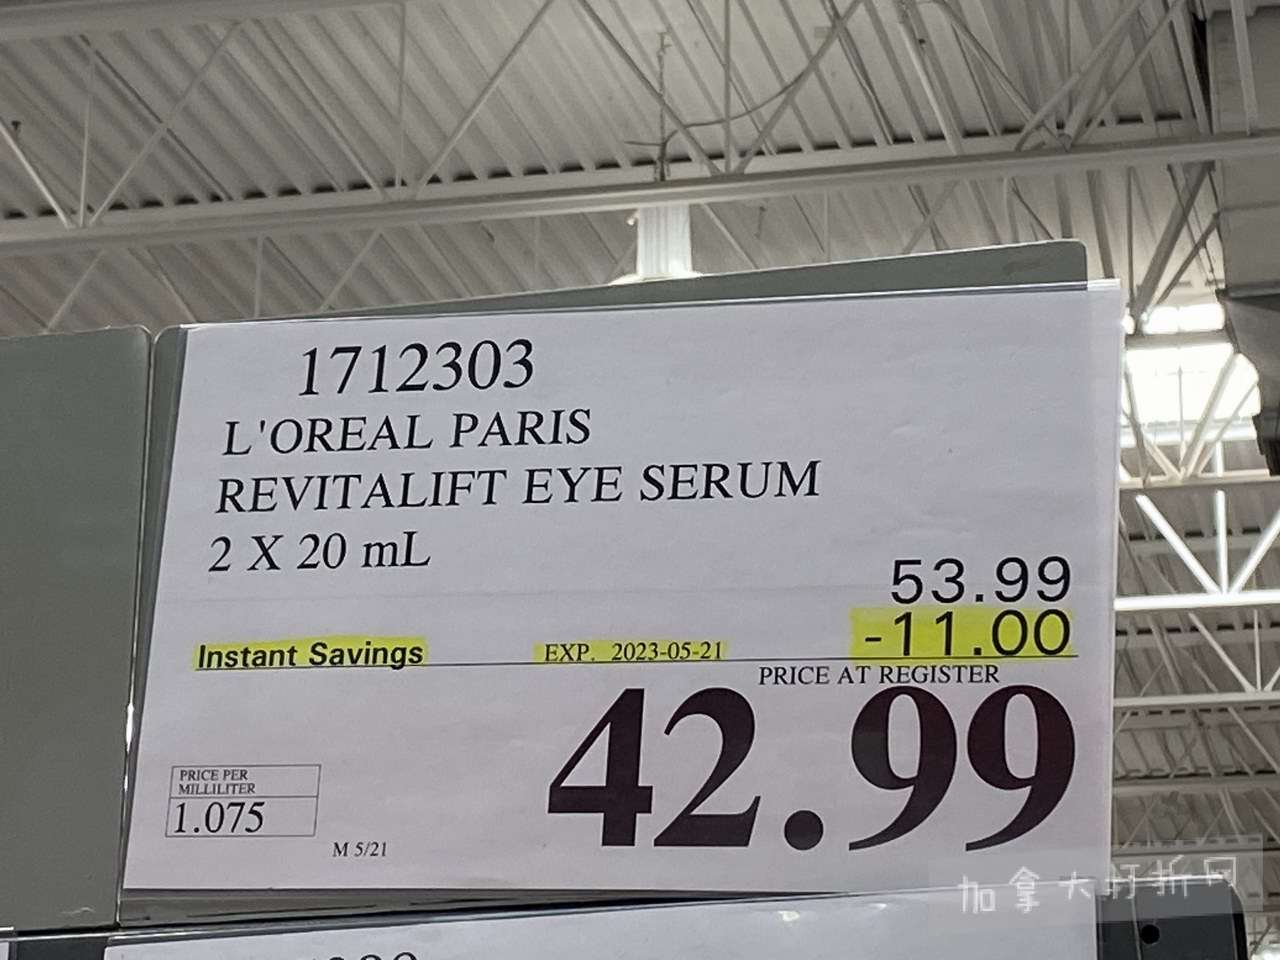 1712303
L'OREAL PARIS
REVITALIFT EYE SERUM
2 X 20 mL
53.99
Instant Savings EXP. 2023-05-21 -11.00
PRICE AT REGISTER
42.99
PRICE PER
MILLILITER
1.075
M 5/21
加拿大打折网